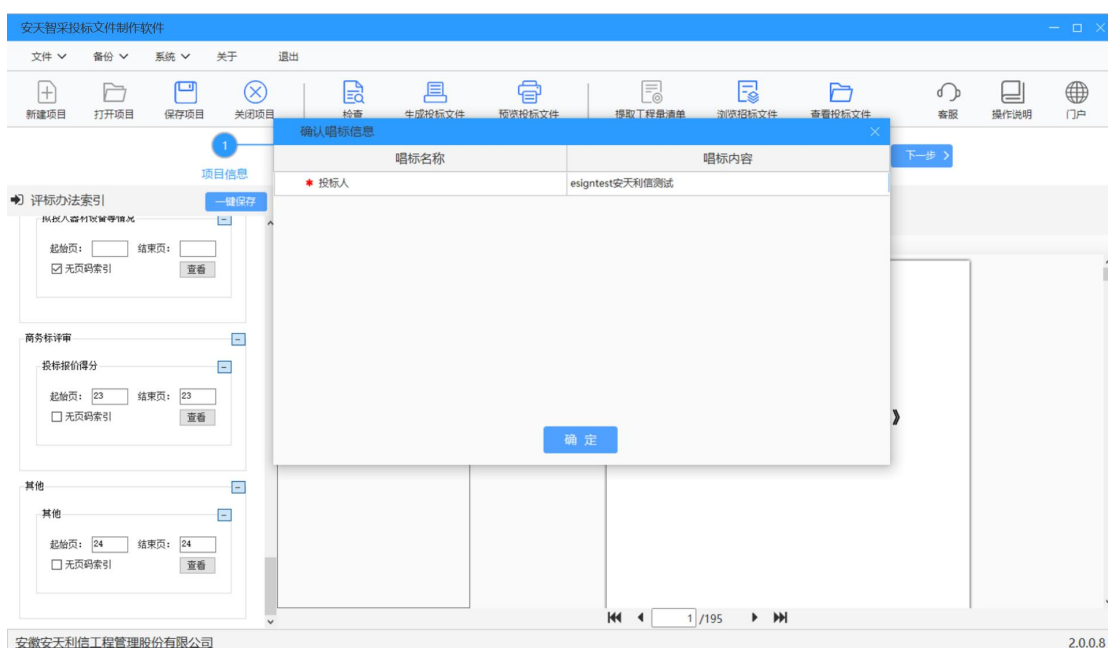 安天智采投标文件制作软件
文件 备份 系统 关于 退出
新建项目 打开项目 保存项目 关闭项目 检查 生成投标文件 预览投标文件 提取工程量清单 浏览招标文件 查看投标文件 客服 操作说明 门户
确认唱标信息
1
项目信息
下一步
唱标名称 唱标内容
* 投标人 esigntest安天利信测试
评标办法索引 一键保存
拟投入器材设备等情况
起始页: 结束页:
无页码索引 查看
商务标评审
投标报价得分
起始页: 23 结束页: 23
无页码索引 查看
》
确 定
其他
其他
起始页: 24 结束页: 24
无页码索引 查看
1 /195
安徽安天利信工程管理股份有限公司 2.0.0.8